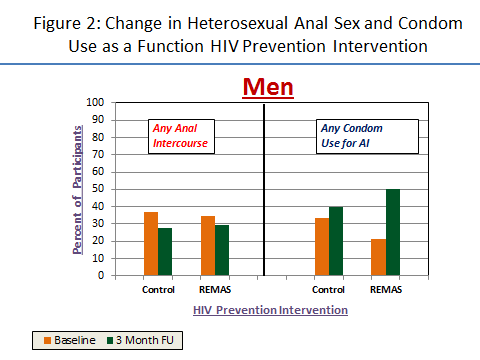 Figure 2: Change in Heterosexual Anal Sex and Condom
Use as a Function HIV Prevention Intervention
Men
Percent of Participants
100
90
80
70
60
50
40
30
20
10
0
Any Anal
Intercourse
Any Condom
Use for AI
Control
REMAS
Control
REMAS
HIV Prevention Intervention
Baseline
3 Month FU